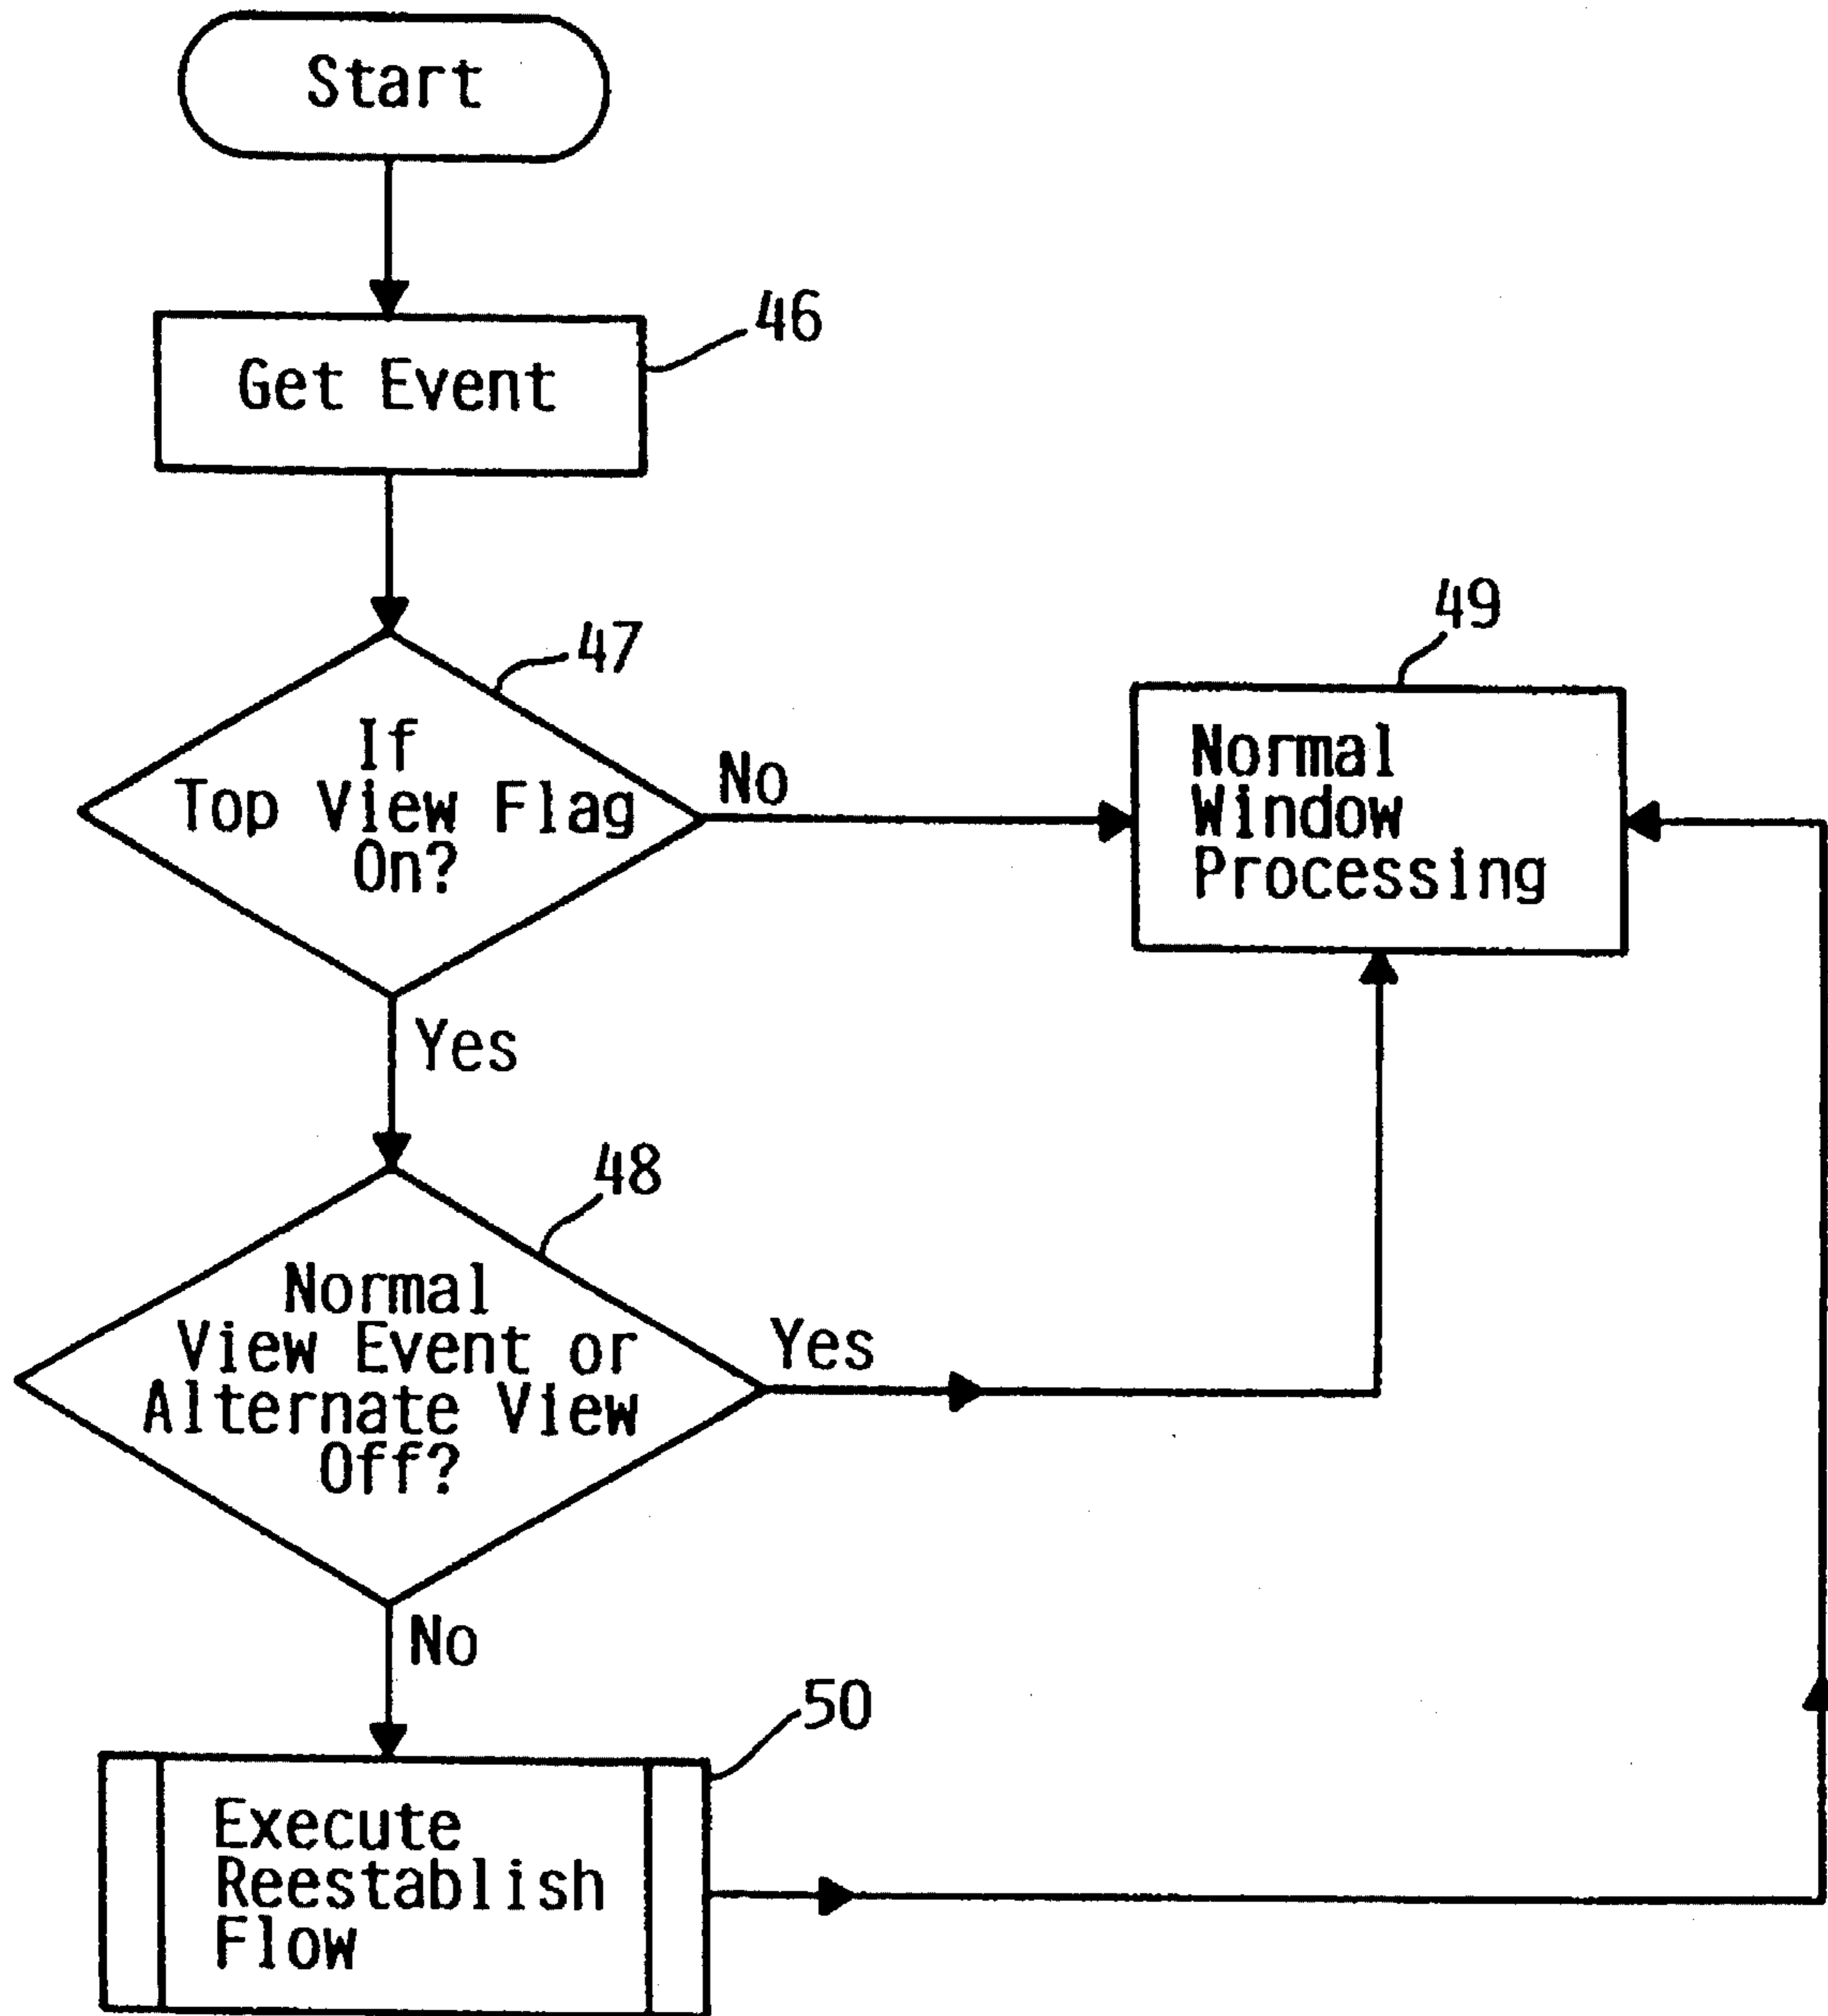 Start
46
Get Event
47
If
Top View Flag
On?
No
49
Normal
Window
Processing
Yes
48
Normal
View Event or
Alternate View
Off?
Yes
No
50
Execute
Reestablish
Flow